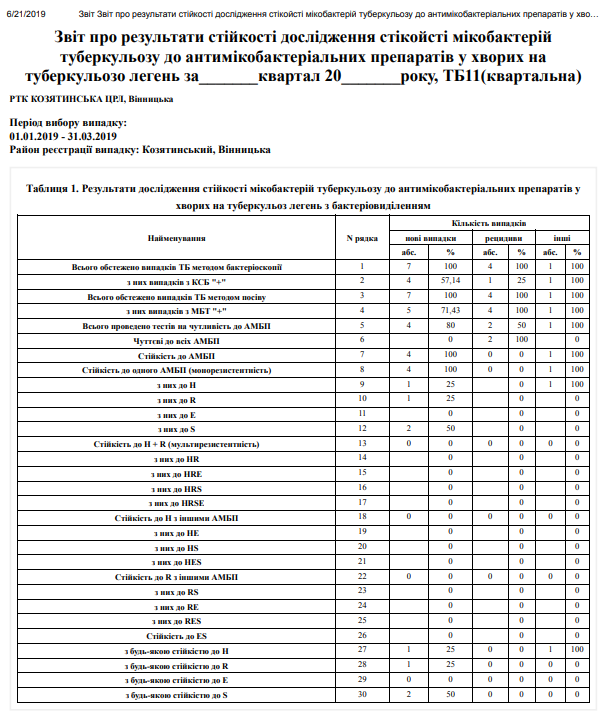 6/21/2019 Звіт Звіт про результати стійкості дослідження стікойсті мікобактерій туберкульозу до антимікобактеріальних препаратів у хво…
Звіт про результати стійкості дослідження стікойсті мікобактерій
туберкульозу до антимікобактеріальних препаратів у хворих на
туберкульозо легень за_______квартал 20_______року, ТБ11(квартальна)
РТК КОЗЯТИНСЬКА ЦРЛ, Вінницька
Період вибору випадку:
01.01.2019 - 31.03.2019
Район реєстрації випадку: Козятинський, Вінницька
Таблиця 1. Результати дослідження стійкості мікобактерій туберкульозу до антимікобактеріальних препаратів у
хворих на туберкульоз легень з бактеріовиділенням
Найменування N рядка Кількість випадків
нові випадки рецидиви інші
абс. % абс. % абс. %
Всього обстежено випадків ТБ методом бактеріоскопії 1 7 100 4 100 1 100
з них випадків з КСБ "+" 2 4 57,14 1 25 1 100
Всього обстежено випадків ТБ методом посіву 3 7 100 4 100 1 100
з них випадків з МБТ "+" 4 5 71,43 4 100 1 100
Всього проведено тестів на чутливість до АМБП 5 4 80 2 50 1 100
Чуттєві до всіх АМБП 6 0 2 100 0
Стійкість до АМБП 7 4 100 0 0 1 100
Стійкість до одного АМБП (монорезистентність) 8 4 100 0 0 1 100
з них до H 9 1 25 0 1 100
з них до R 10 1 25 0 0
з них до E 11 0 0 0
з них до S 12 2 50 0 0
Стійкість до H + R (мультирезистентність) 13 0 0 0 0 0 0
з них до HR 14 0 0 0
з них до HRE 15 0 0 0
з них до HRS 16 0 0 0
з них до HRSE 17 0 0 0
Стійкість до H з іншими АМБП 18 0 0 0 0 0 0
з них до HE 19 0 0 0
з них до HS 20 0 0 0
з них до HES 21 0 0 0
Стійкість до R з іншими АМБП 22 0 0 0 0 0 0
з них до RS 23 0 0 0
з них до RE 24 0 0 0
з них до RES 25 0 0 0
Стійкість до ES 26 0 0 0
з будь-якою стійкістю до H 27 1 25 0 0 1 100
з будь-якою стійкістю до R 28 1 25 0 0 0 0
з будь-якою стійкістю до E 29 0 0 0 0 0 0
з будь-якою стійкістю до S 30 2 50 0 0 0 0